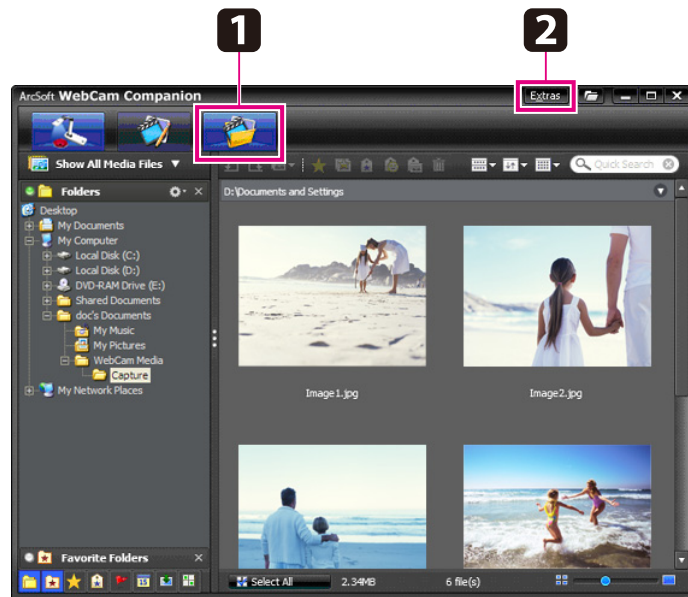 1
2
ArcSoft WebCam Companion
Extras
Show All Media Files
Quick Search
Folders
D:\Documents and Settings
Desktop
My Documents
My Computer
Local Disk (C:)
Local Disk (D:)
DVD-RAM Drive (E:)
Shared Documents
doc's Documents
My Music
My Pictures
WebCam Media
Capture
My Network Places
Image1.jpg
Image2.jpg
Favorite Folders
Select All
2.34MB
6 file(s)